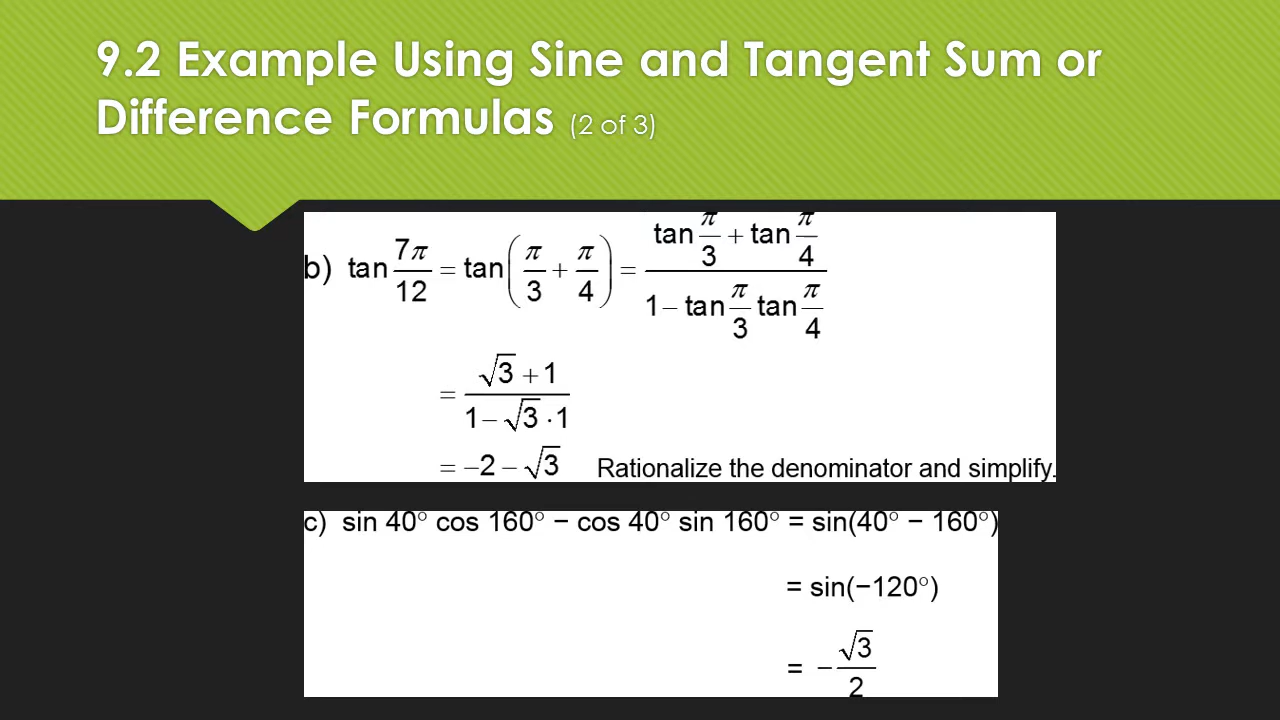 9.2 Example Using Sine and Tangent Sum or
Difference Formulas (2 of 3)
b) tan 7π/12 = tan(π/3 + π/4) = (tan π/3 + tan π/4)/(1 − tan π/3 tan π/4)
= (√3 + 1)/(1 − √3 · 1)
= −2 − √3 Rationalize the denominator and simplify.
c) sin 40° cos 160° − cos 40° sin 160° = sin(40° − 160°)
= sin(−120°)
= −√3/2